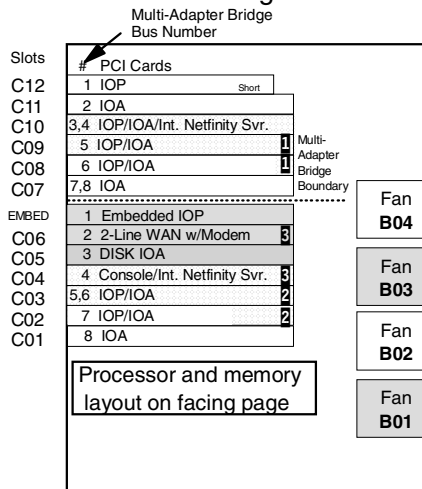 Multi-Adapter Bridge
Bus Number
Slots
# PCI Cards
C12 1 IOP Short
C11 2 IOA
C10 3,4 IOP/IOA/Int. Netfinity Svr.
C09 5 IOP/IOA 1
C08 6 IOP/IOA 1
C07 7,8 IOA
Multi-
Adapter
Bridge
Boundary
EMBED 1 Embedded IOP
C06 2 2-Line WAN w/Modem 3
C05 3 DISK IOA
C04 4 Console/Int. Netfinity Svr. 3
C03 5,6 IOP/IOA 2
C02 7 IOP/IOA 2
C01 8 IOA
Fan
B04
Fan
B03
Fan
B02
Fan
B01
Processor and memory
layout on facing page